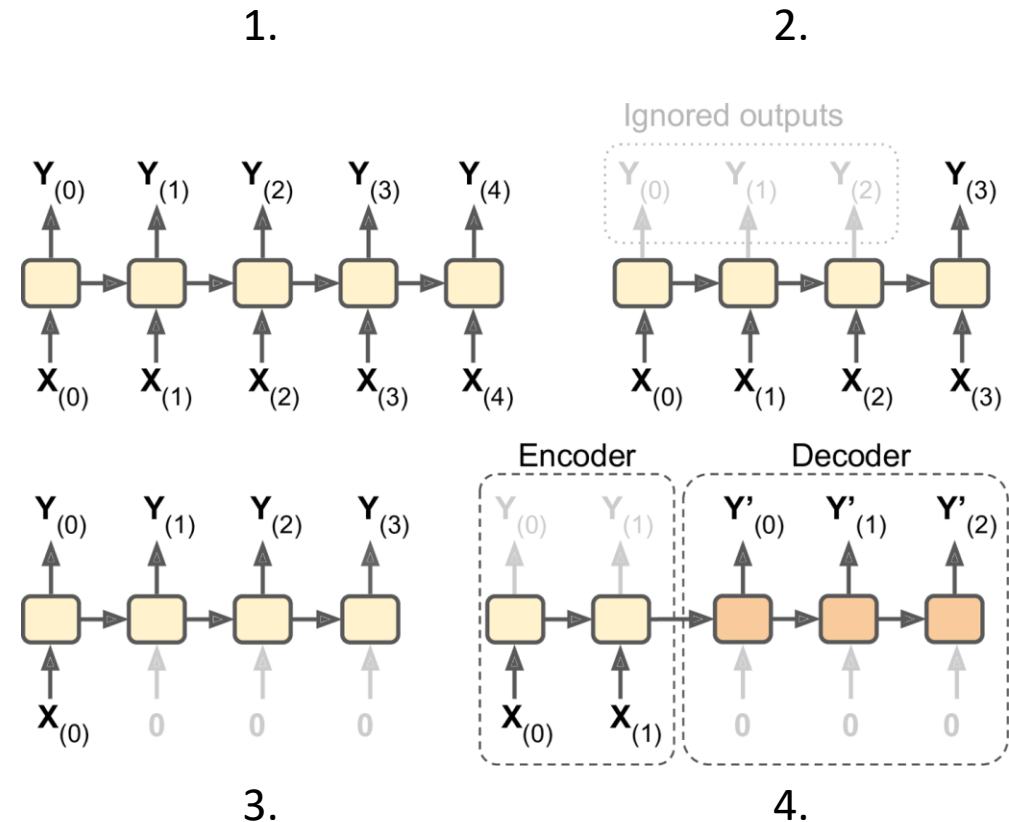 1.
2.
Ignored outputs
Y(0) Y(1) Y(2) Y(3) Y(4)
Y(0) Y(1) Y(2) Y(3)
X(0) X(1) X(2) X(3) X(4)
X(0) X(1) X(2) X(3)
Encoder
Decoder
Y(0) Y(1) Y(2) Y(3)
Y(0) Y(1) Y’(0) Y’(1) Y’(2)
X(0) 0 0 0
X(0) X(1) 0 0 0
3.
4.